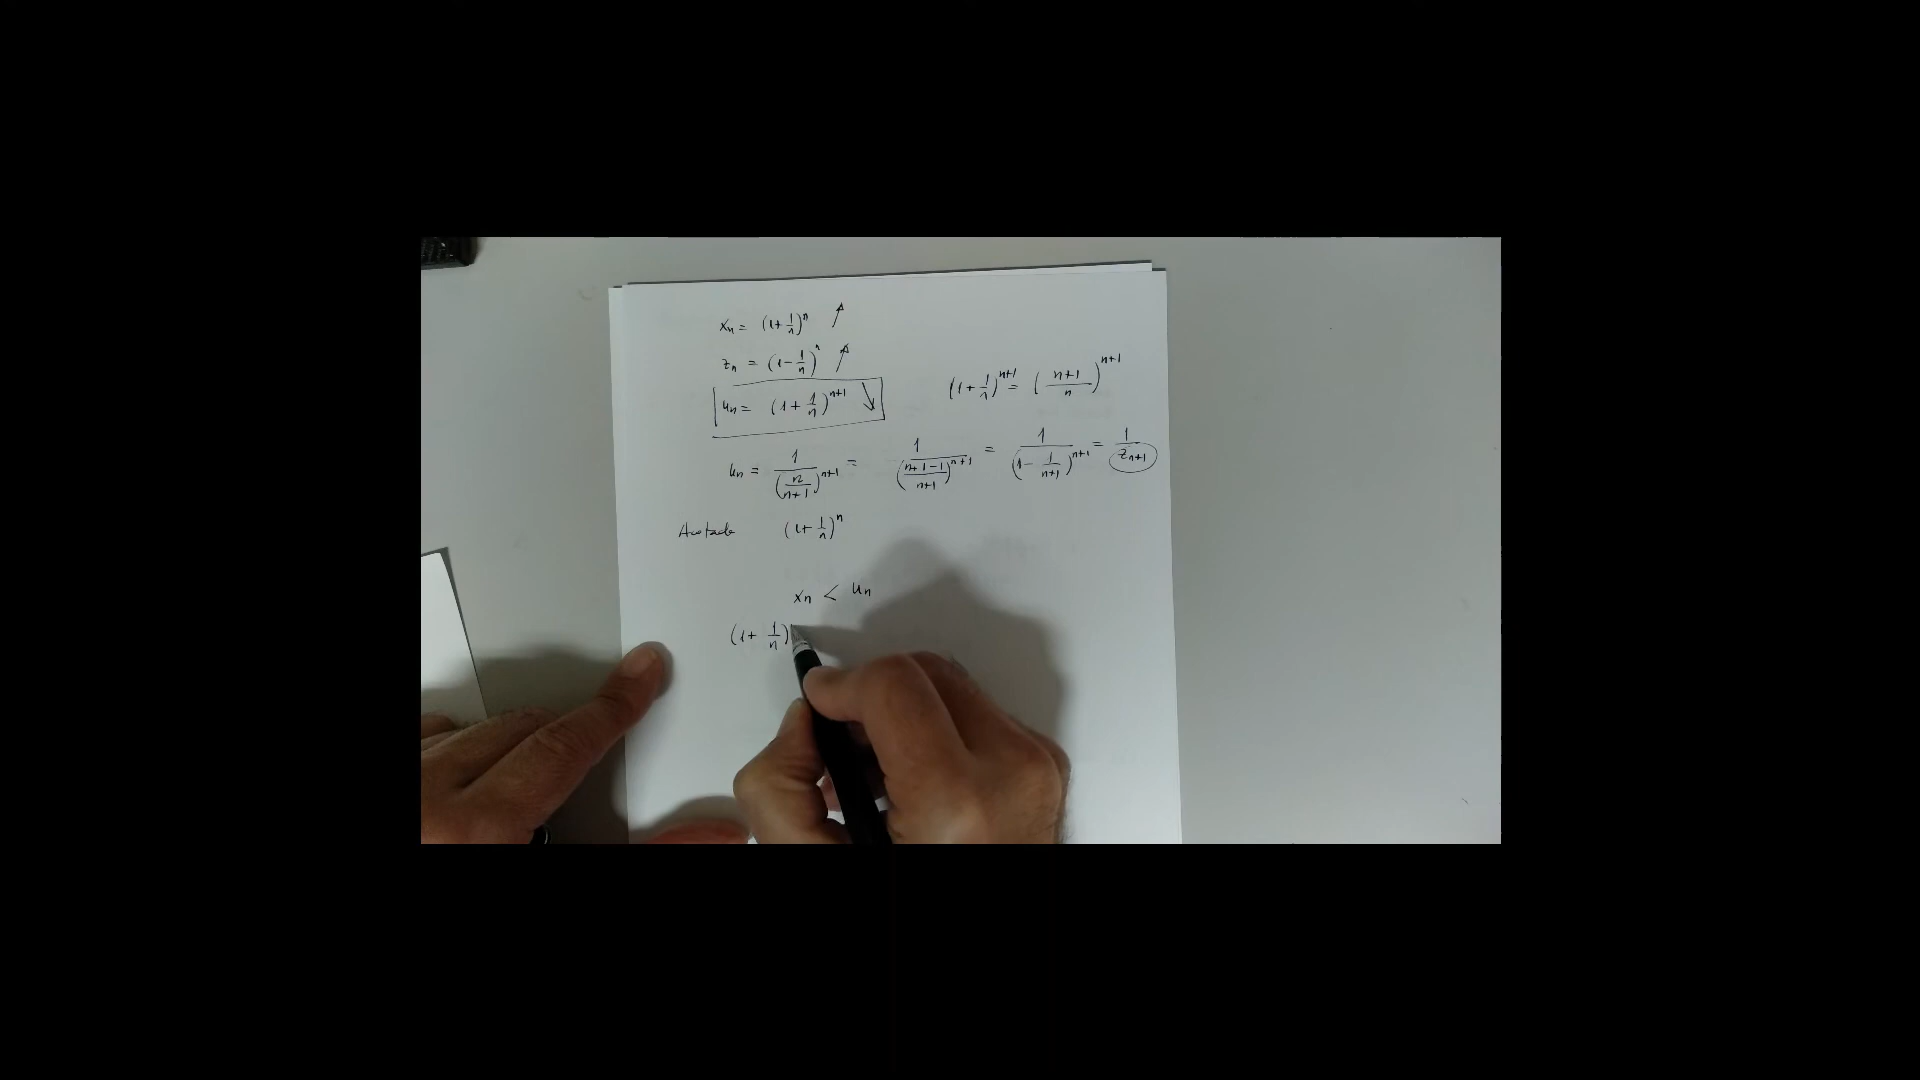 xₙ = (1+1/n)ⁿ ↗
zₙ = (1-1/n)ⁿ ↗
uₙ = (1+1/n)ⁿ⁺¹ ↘
(1+1/n)ⁿ⁺¹ = ((n+1)/n)ⁿ⁺¹
uₙ = 1/(n/(n+1))ⁿ⁺¹ = 1/((n+1-1)/(n+1))ⁿ⁺¹ = 1/(1-1/(n+1))ⁿ⁺¹ = 1/zₙ₊₁
(1+1/n)ⁿ
xₙ < uₙ
(1+1/n)